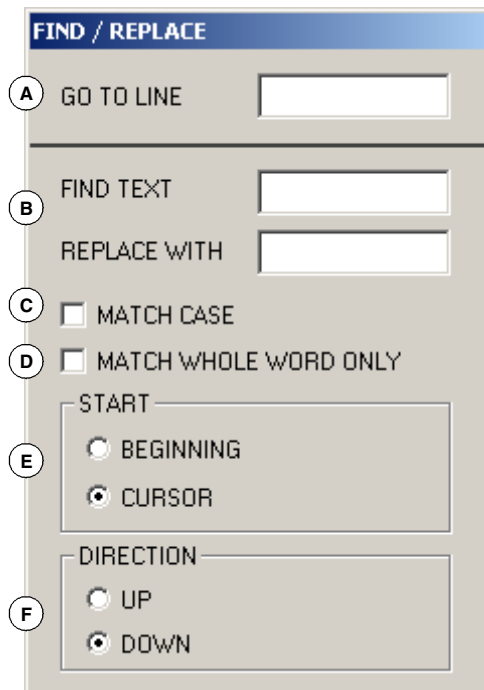 FIND / REPLACE
A GO TO LINE
B FIND TEXT
REPLACE WITH
C MATCH CASE
D MATCH WHOLE WORD ONLY
START
E BEGINNING
CURSOR
DIRECTION
F UP
DOWN